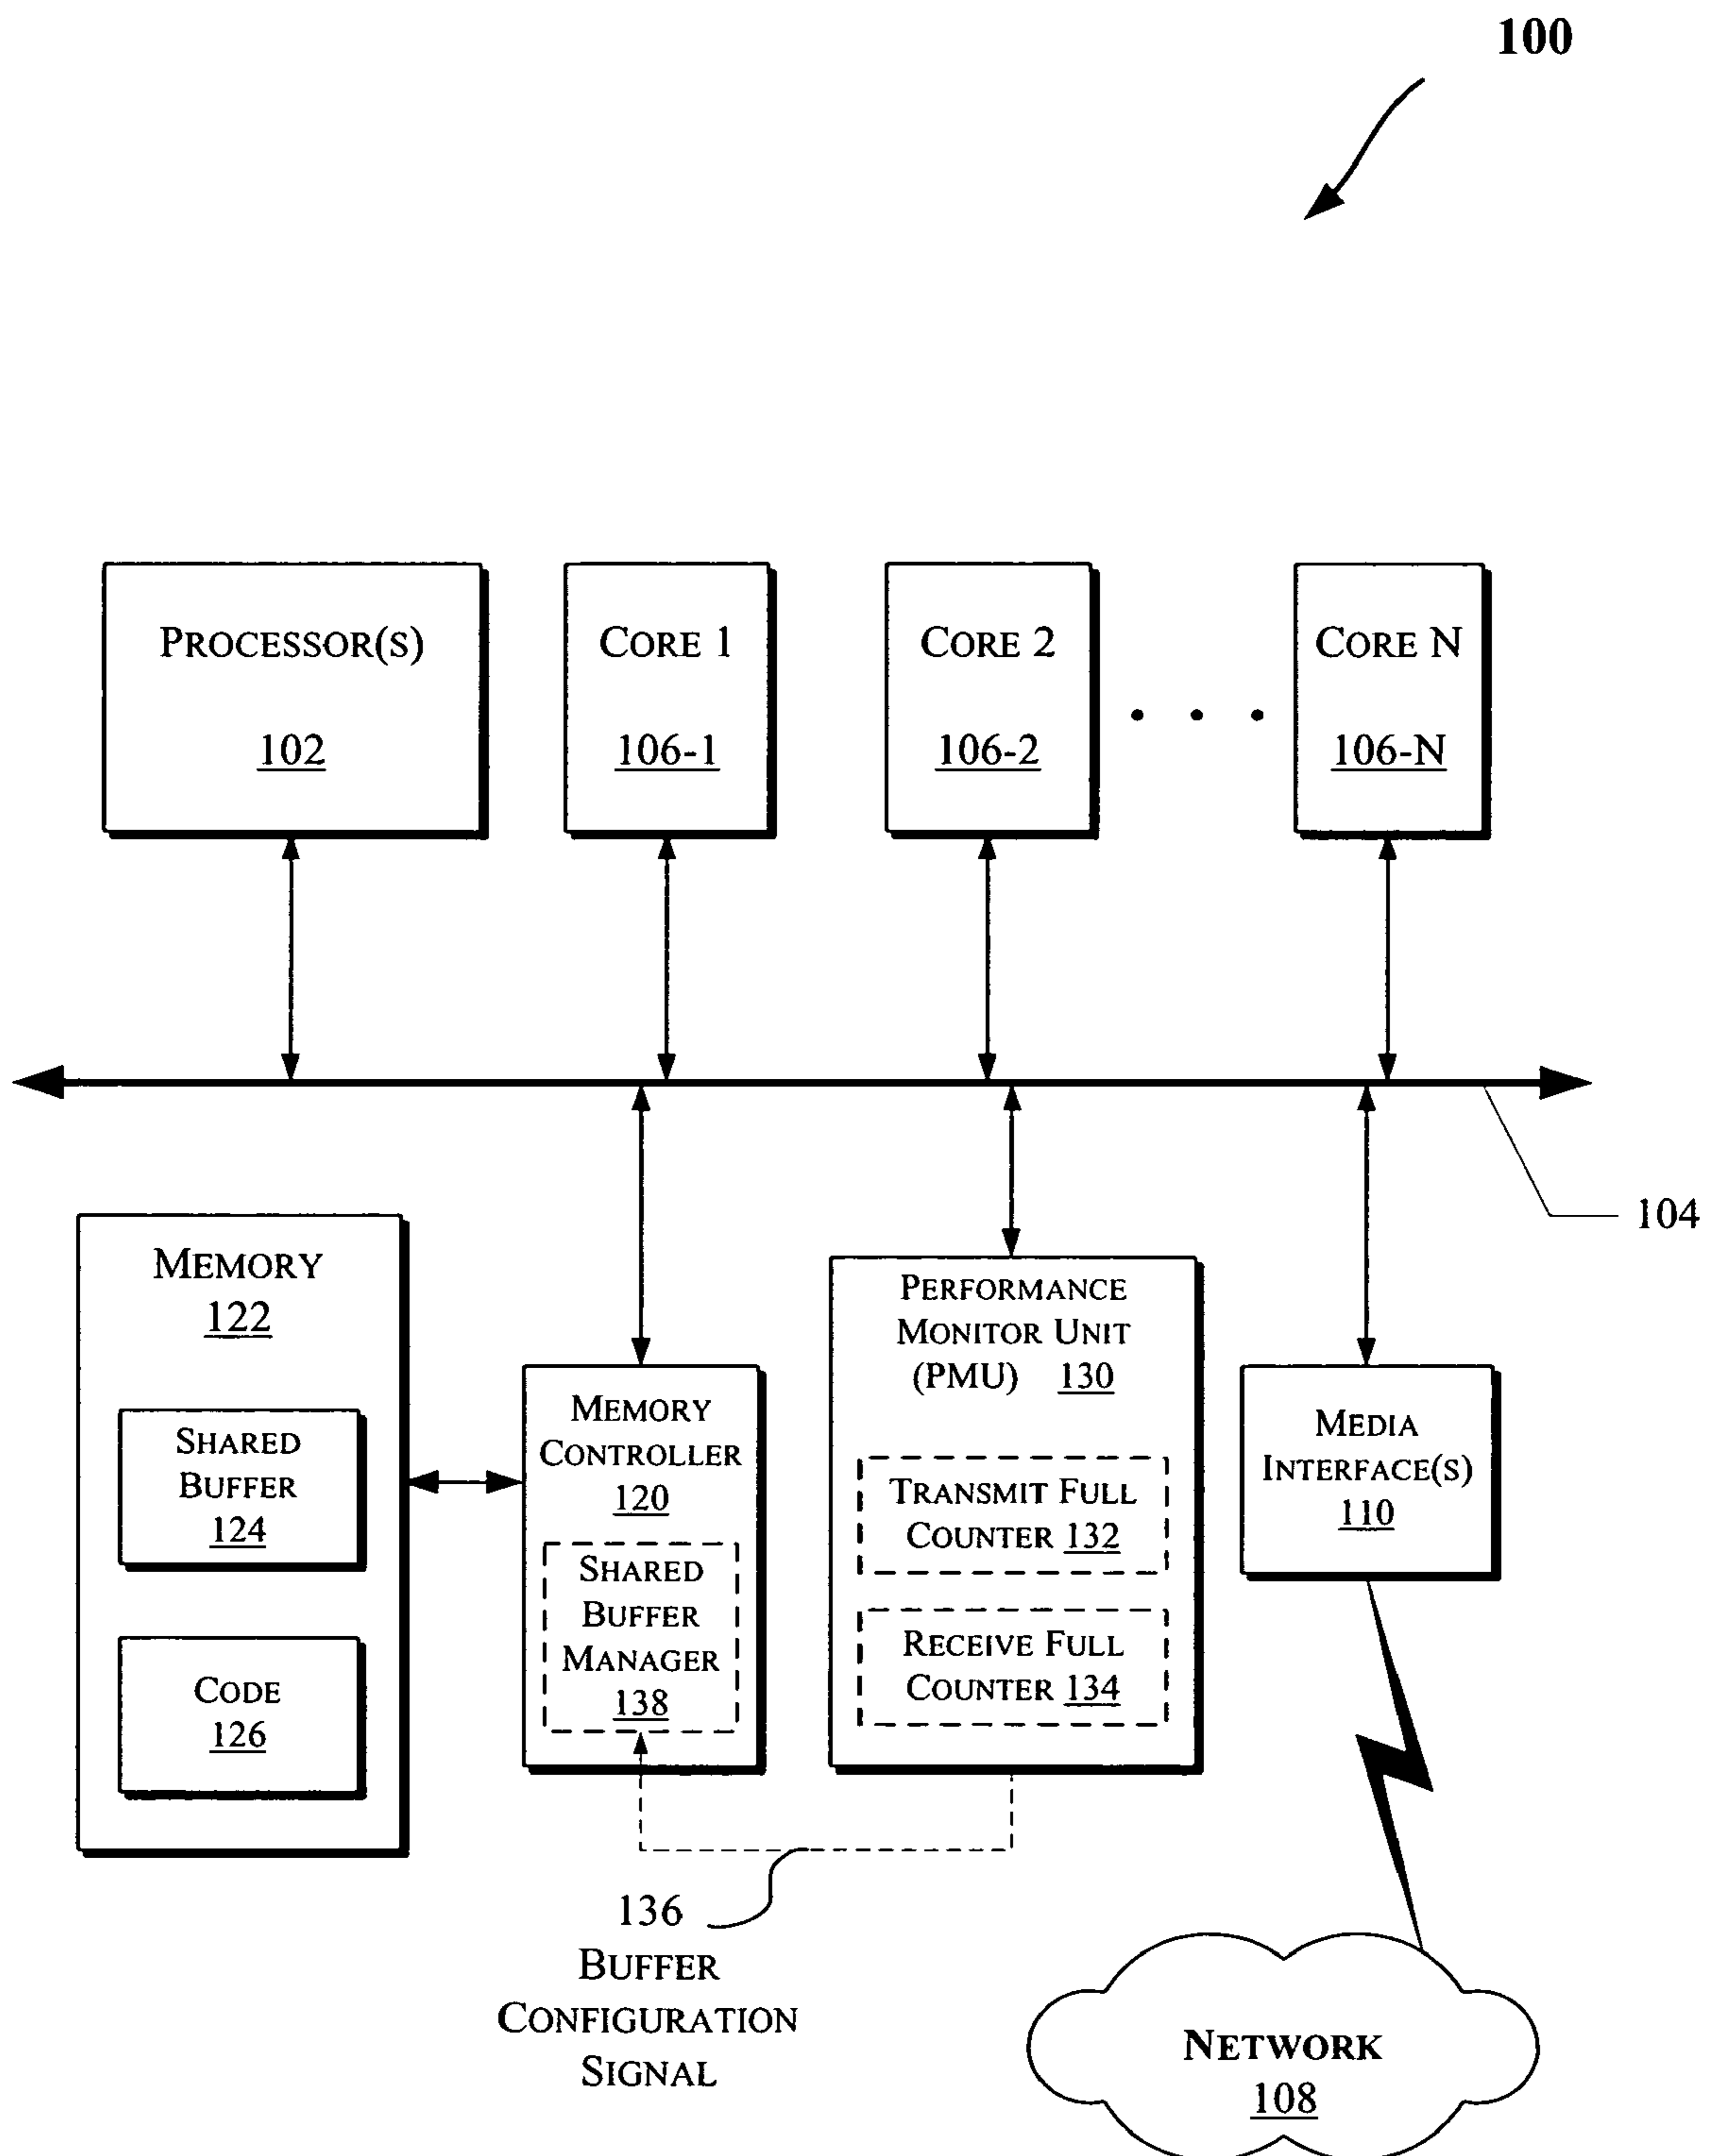 100
PROCESSOR(S)
102
CORE 1
106-1
CORE 2
106-2
. . .
CORE N
106-N
104
MEMORY
122
SHARED
BUFFER
124
CODE
126
MEMORY
CONTROLLER
120
SHARED
BUFFER
MANAGER
138
PERFORMANCE
MONITOR UNIT
(PMU) 130
TRANSMIT FULL
COUNTER 132
RECEIVE FULL
COUNTER 134
MEDIA
INTERFACE(S)
110
136
BUFFER
CONFIGURATION
SIGNAL
NETWORK
108